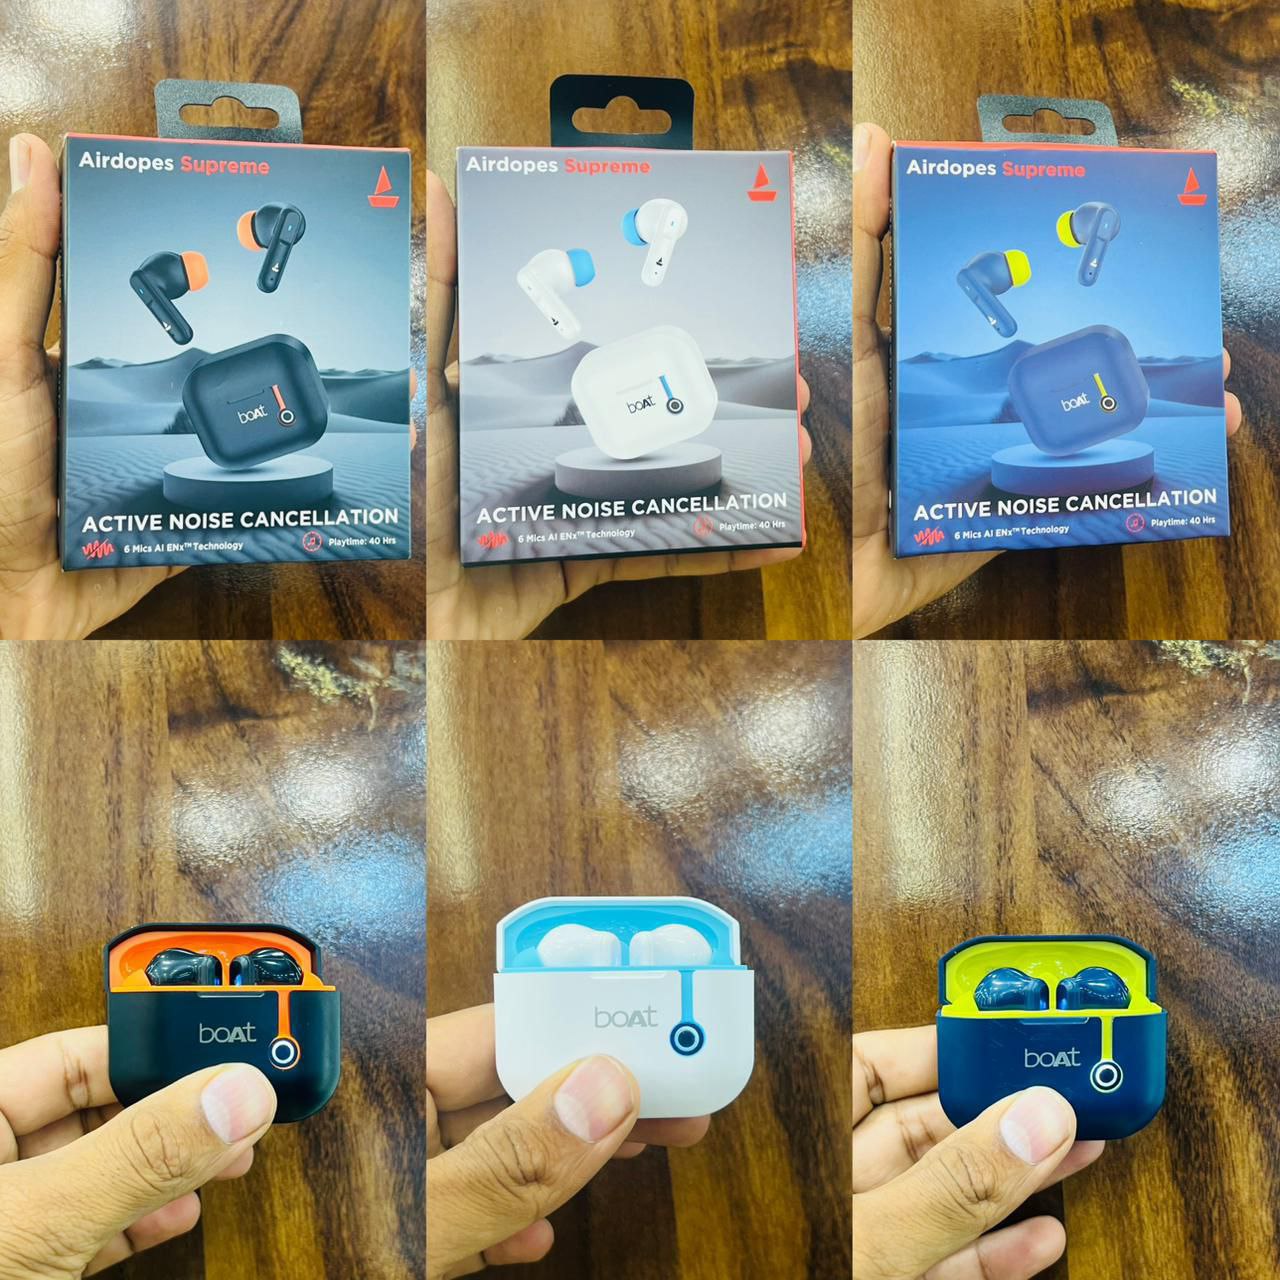 Airdopes Supreme
boAt
ACTIVE NOISE CANCELLATION
6 Mics AI ENx™ Technology
Playtime: 40 Hrs
Airdopes Supreme
boAt
ACTIVE NOISE CANCELLATION
6 Mics AI ENx™ Technology
Playtime: 40 Hrs
Airdopes Supreme
boAt
ACTIVE NOISE CANCELLATION
6 Mics AI ENx™ Technology
Playtime: 40 Hrs
boAt
boAt
boAt